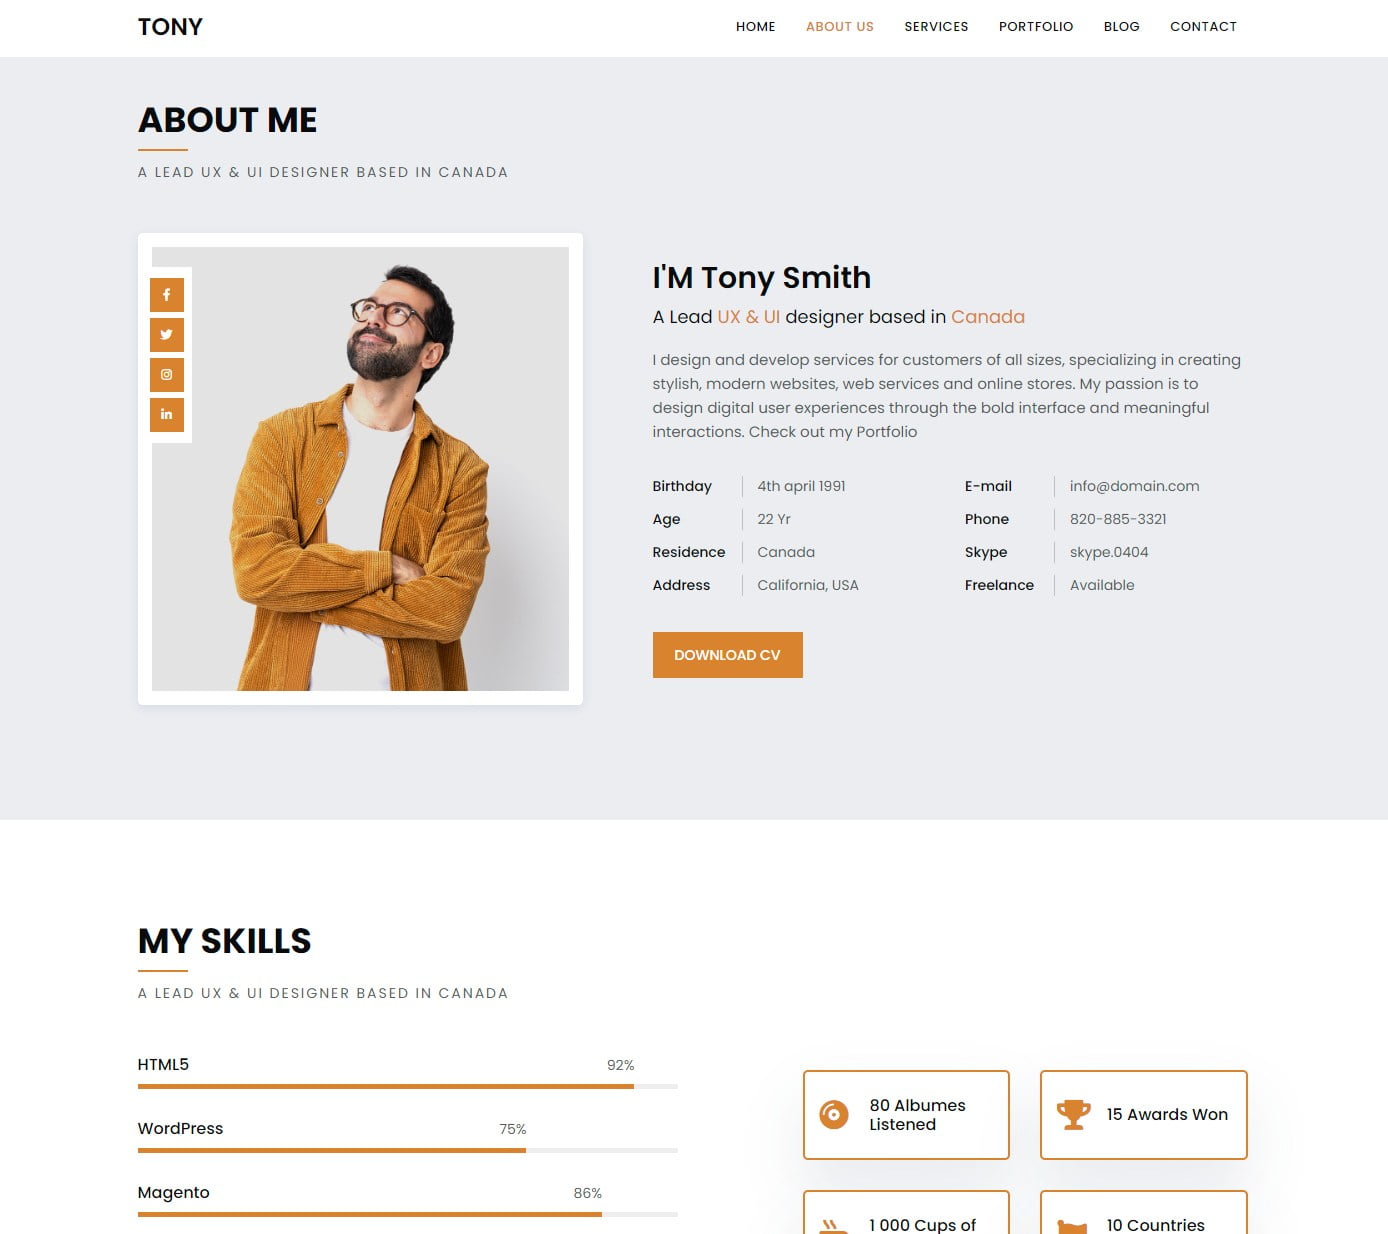 TONY
HOME ABOUT US SERVICES PORTFOLIO BLOG CONTACT
ABOUT ME
A LEAD UX & UI DESIGNER BASED IN CANADA
I'M Tony Smith
A Lead UX & UI designer based in Canada
I design and develop services for customers of all sizes, specializing in creating
stylish, modern websites, web services and online stores. My passion is to
design digital user experiences through the bold interface and meaningful
interactions. Check out my Portfolio
Birthday 4th april 1991
Age 22 Yr
Residence Canada
Address California, USA
E-mail info@domain.com
Phone 820-885-3321
Skype skype.0404
Freelance Available
DOWNLOAD CV
MY SKILLS
A LEAD UX & UI DESIGNER BASED IN CANADA
HTML5 92%
WordPress 75%
Magento 86%
80 Albumes
Listened
15 Awards Won
1 000 Cups of
10 Countries